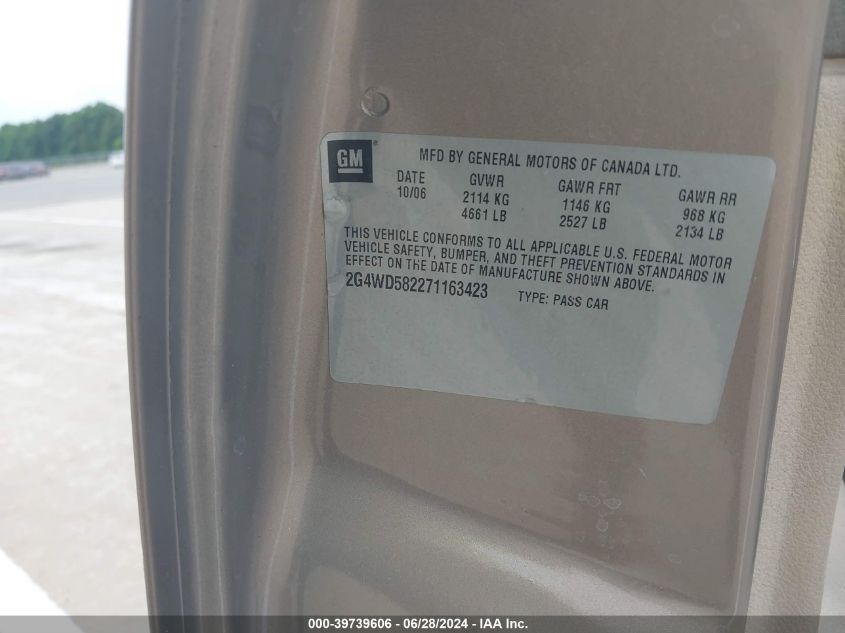 GM
MFD BY GENERAL MOTORS OF CANADA LTD.
DATE GVWR GAWR FRT GAWR RR
10/06 2114 KG 1146 KG 968 KG
4661 LB 2527 LB 2134 LB
THIS VEHICLE CONFORMS TO ALL APPLICABLE U.S. FEDERAL MOTOR
VEHICLE SAFETY, BUMPER, AND THEFT PREVENTION STANDARDS IN
EFFECT ON THE DATE OF MANUFACTURE SHOWN ABOVE.
2G4WD582271163423 TYPE: PASS CAR
000-39739606 / 06/28/2024 - IAA Inc.